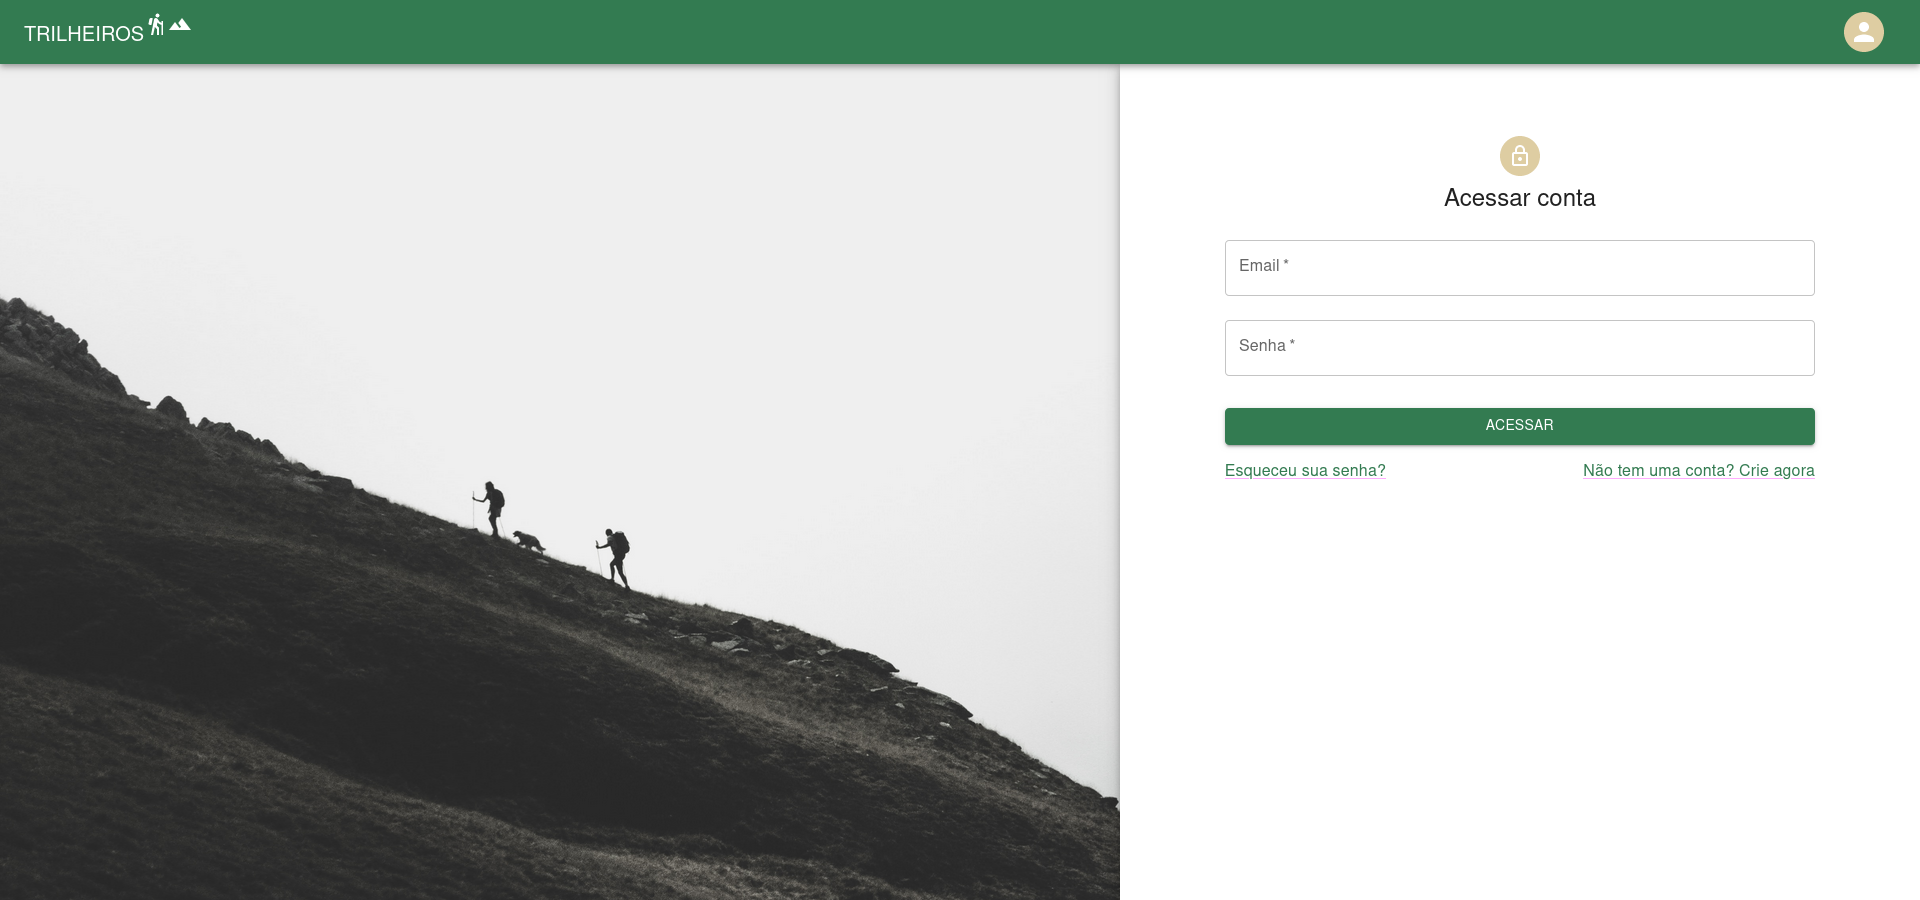 TRILHEIROS
Acessar conta
Email *
Senha *
ACESSAR
Esqueceu sua senha?
Não tem uma conta? Crie agora